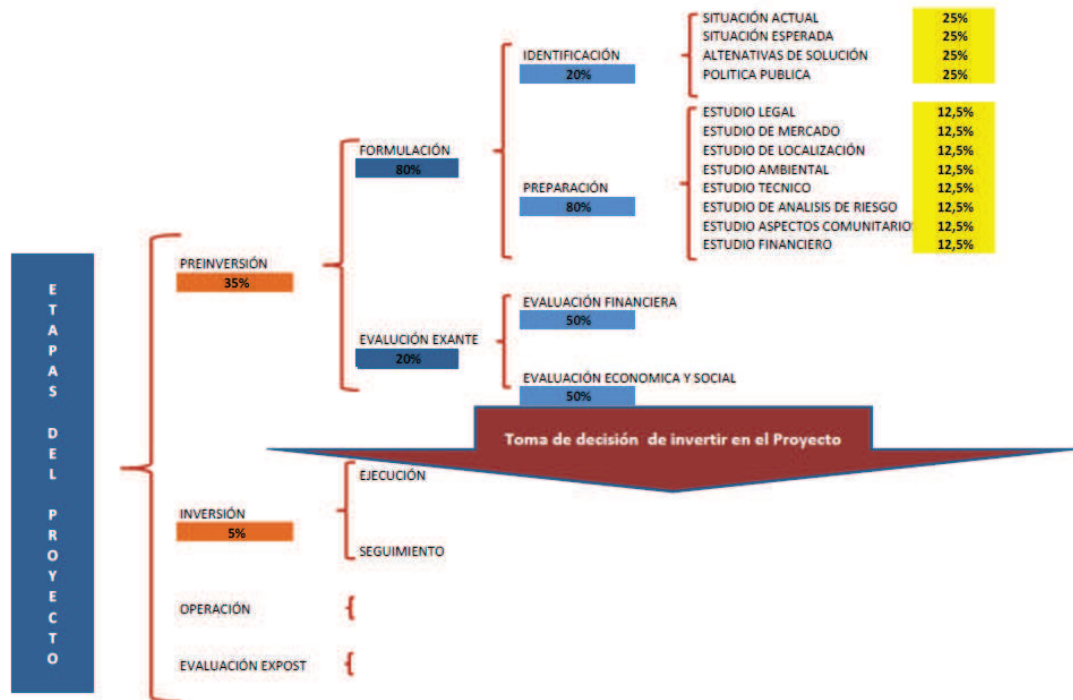 ETAPAS DEL PROYECTO
PREINVERSIÓN
35%
FORMULACIÓN
80%
IDENTIFICACIÓN
20%
SITUACIÓN ACTUAL 25%
SITUACIÓN ESPERADA 25%
ALTENATIVAS DE SOLUCIÓN 25%
POLITICA PUBLICA 25%
PREPARACIÓN
80%
ESTUDIO LEGAL 12,5%
ESTUDIO DE MERCADO 12,5%
ESTUDIO DE LOCALIZACIÓN 12,5%
ESTUDIO AMBIENTAL 12,5%
ESTUDIO TECNICO 12,5%
ESTUDIO DE ANALISIS DE RIESGO 12,5%
ESTUDIO ASPECTOS COMUNITARIOS 12,5%
ESTUDIO FINANCIERO 12,5%
EVALUCIÓN EXANTE
20%
EVALUACIÓN FINANCIERA
50%
EVALUACIÓN ECONOMICA Y SOCIAL
50%
Toma de decisión de invertir en el Proyecto
INVERSIÓN
5%
EJECUCIÓN
SEGUIMIENTO
OPERACIÓN
EVALUACIÓN EXPOST